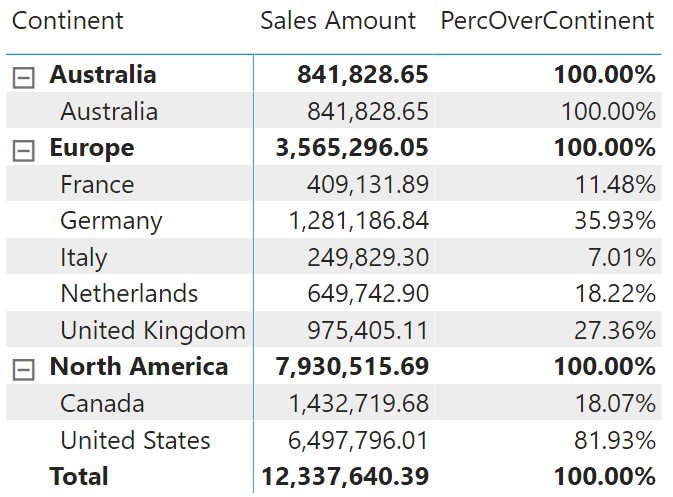 Continent Sales Amount PercOverContinent
Australia 841,828.65 100.00%
Australia 841,828.65 100.00%
Europe 3,565,296.05 100.00%
France 409,131.89 11.48%
Germany 1,281,186.84 35.93%
Italy 249,829.30 7.01%
Netherlands 649,742.90 18.22%
United Kingdom 975,405.11 27.36%
North America 7,930,515.69 100.00%
Canada 1,432,719.68 18.07%
United States 6,497,796.01 81.93%
Total 12,337,640.39 100.00%